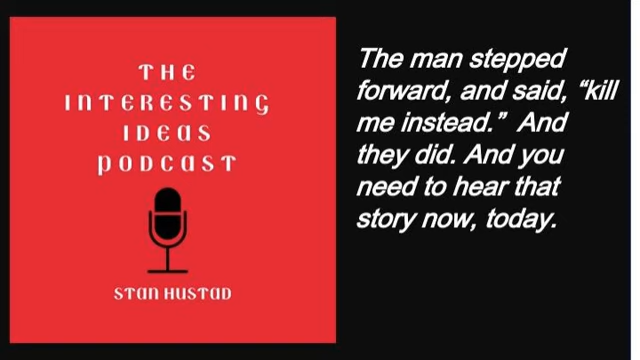 THE
INTERESTING
IDEAS
PODCAST
STAN HUSTAD
The man stepped
forward, and said, “kill
me instead.” And
they did. And you
need to hear that
story now, today.